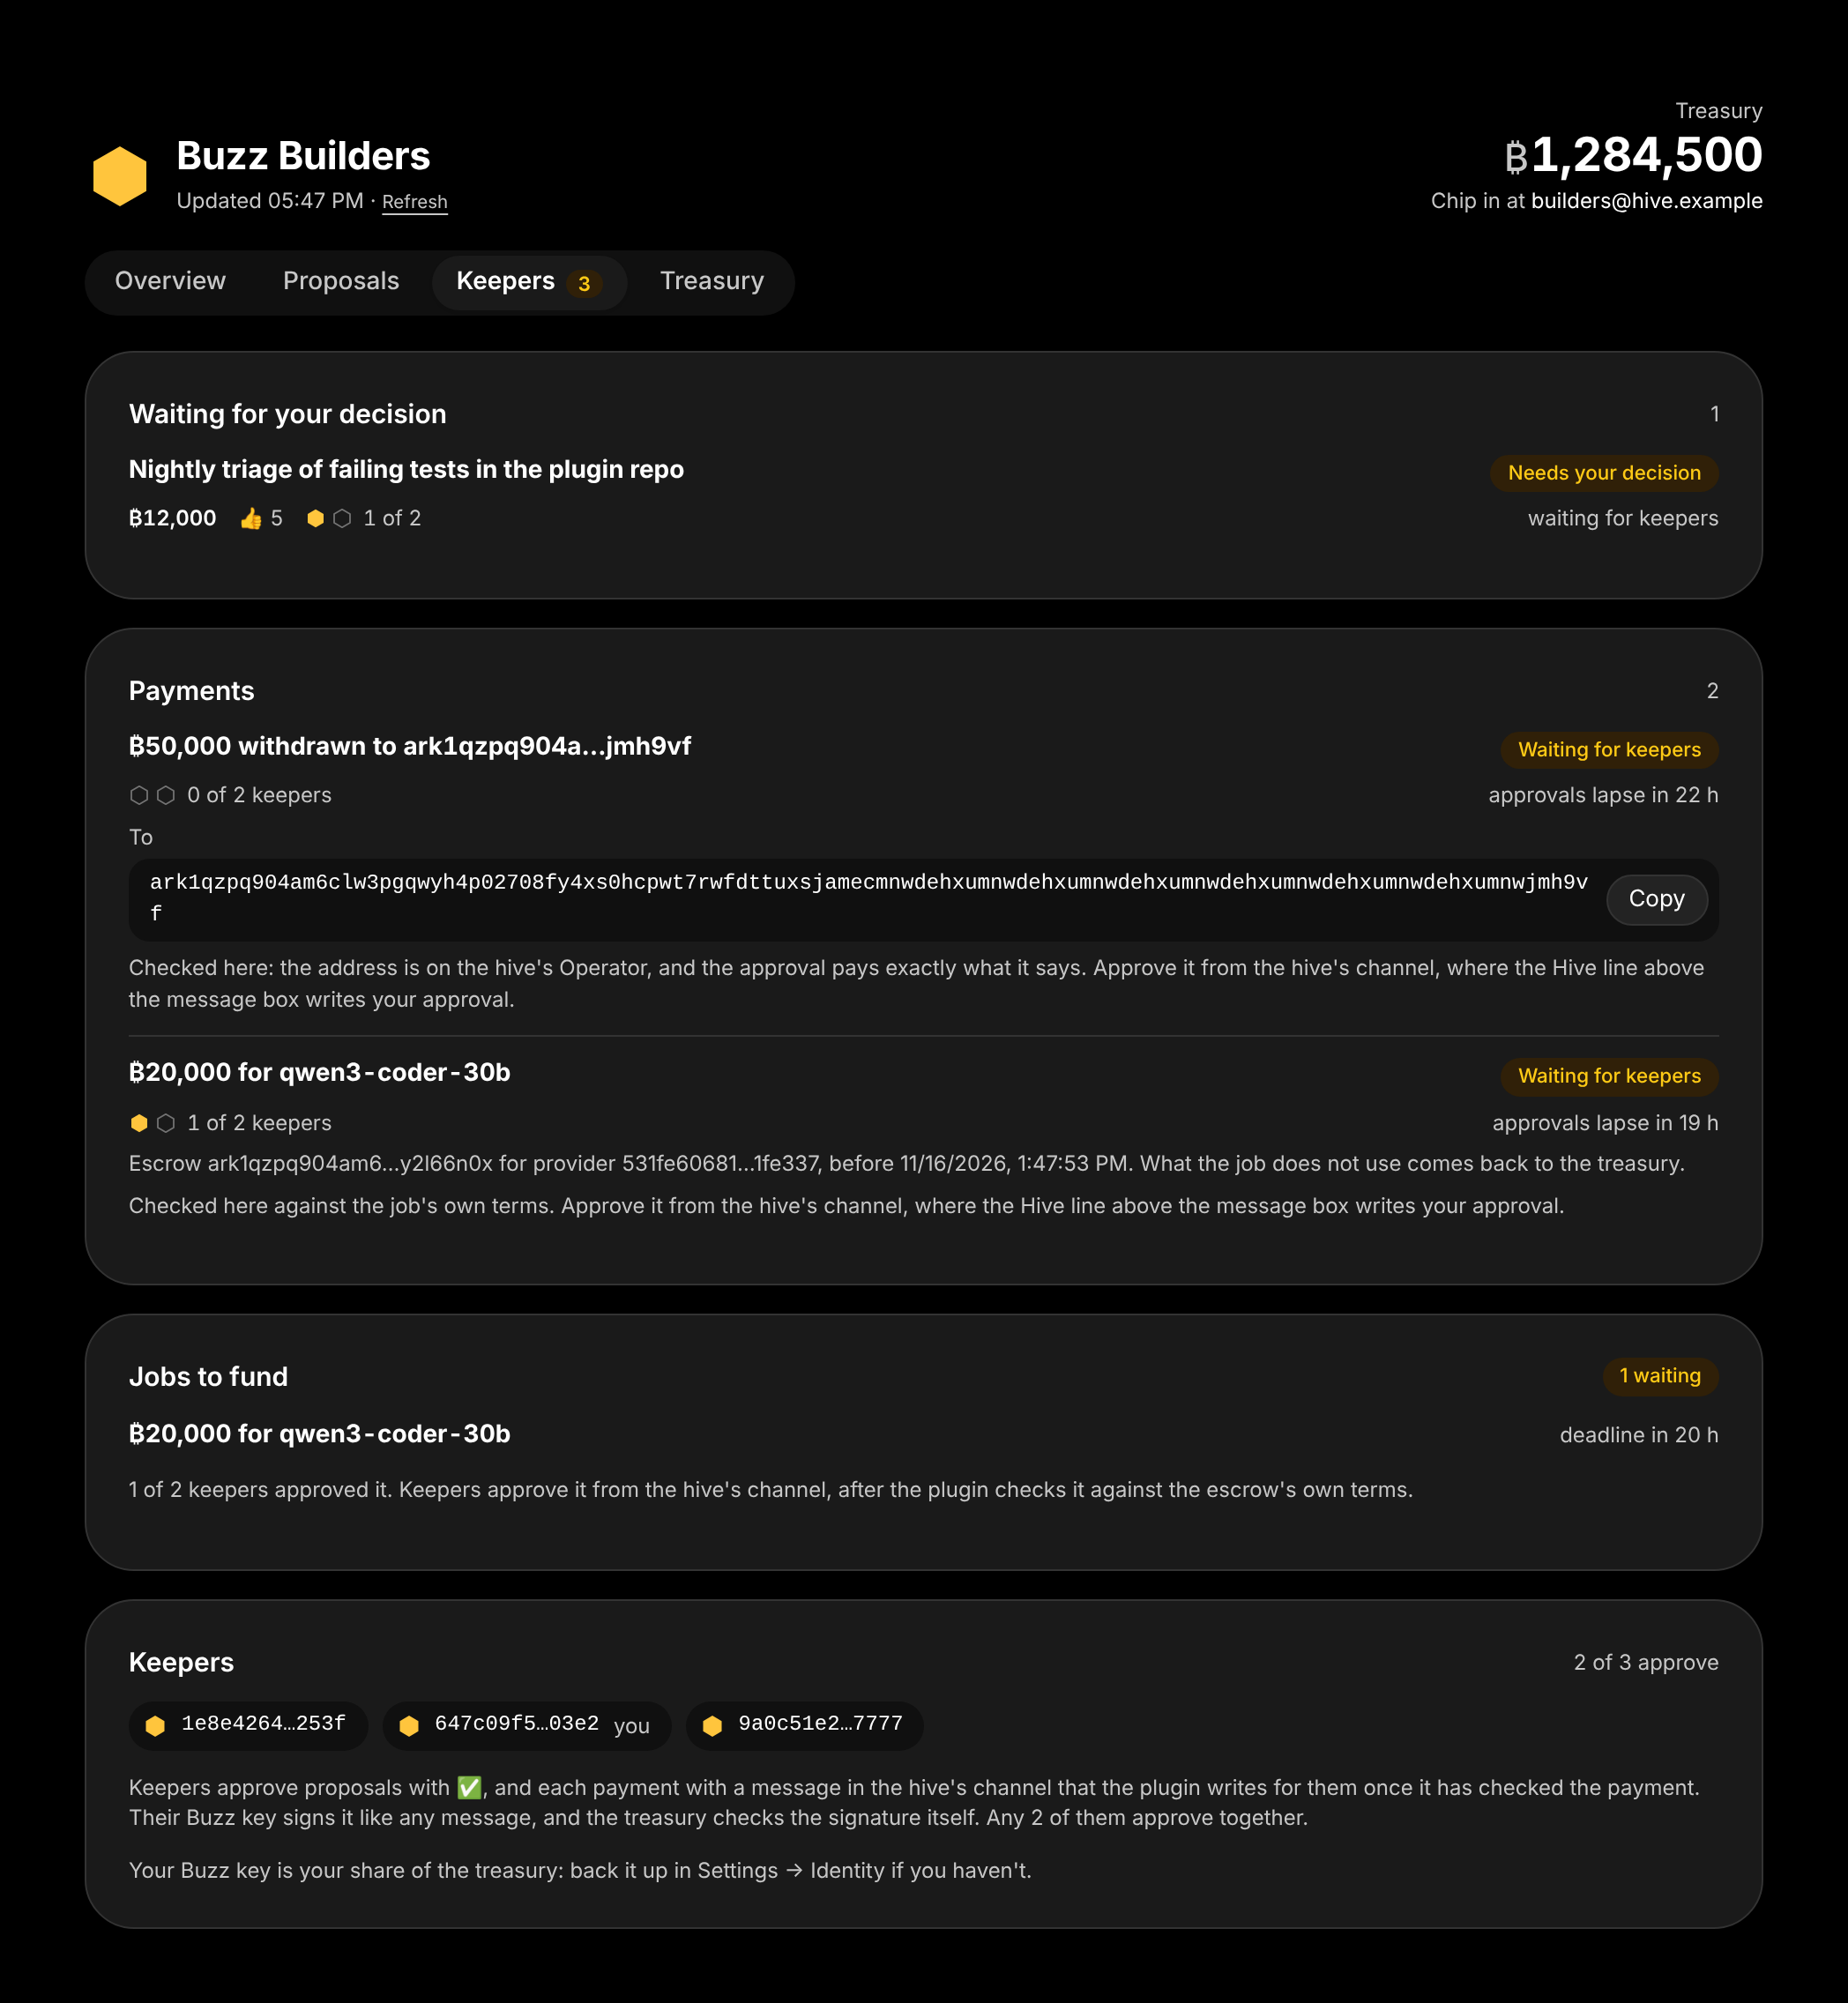 Treasury
Buzz Builders
₿1,284,500
Updated 05:47 PM · Refresh
Chip in at builders@hive.example
Overview Proposals Keepers 3 Treasury
Waiting for your decision 1
Nightly triage of failing tests in the plugin repo Needs your decision
₿12,000 👍 5 1 of 2 waiting for keepers
Payments 2
₿50,000 withdrawn to ark1qzpq904a…jmh9vf Waiting for keepers
0 of 2 keepers approvals lapse in 22 h
To
ark1qzpq904am6clw3pgqwyh4p02708fy4xs0hcpwt7rwfdttuxsjamecmnwdehxumnwdehxumnwdehxumnwdehxumnwdehxumnwdehxumnwjmh9v
f
Copy
Checked here: the address is on the hive's Operator, and the approval pays exactly what it says. Approve it from the hive's channel, where the Hive line above
the message box writes your approval.
₿20,000 for qwen3-coder-30b Waiting for keepers
1 of 2 keepers approvals lapse in 19 h
Escrow ark1qzpq904am6…y2l66n0x for provider 531fe60681…1fe337, before 11/16/2026, 1:47:53 PM. What the job does not use comes back to the treasury.
Checked here against the job's own terms. Approve it from the hive's channel, where the Hive line above the message box writes your approval.
Jobs to fund 1 waiting
₿20,000 for qwen3-coder-30b deadline in 20 h
1 of 2 keepers approved it. Keepers approve it from the hive's channel, after the plugin checks it against the escrow's own terms.
Keepers 2 of 3 approve
1e8e4264…253f 647c09f5…03e2 you 9a0c51e2…7777
Keepers approve proposals with ✅, and each payment with a message in the hive's channel that the plugin writes for them once it has checked the payment.
Their Buzz key signs it like any message, and the treasury checks the signature itself. Any 2 of them approve together.
Your Buzz key is your share of the treasury: back it up in Settings → Identity if you haven't.